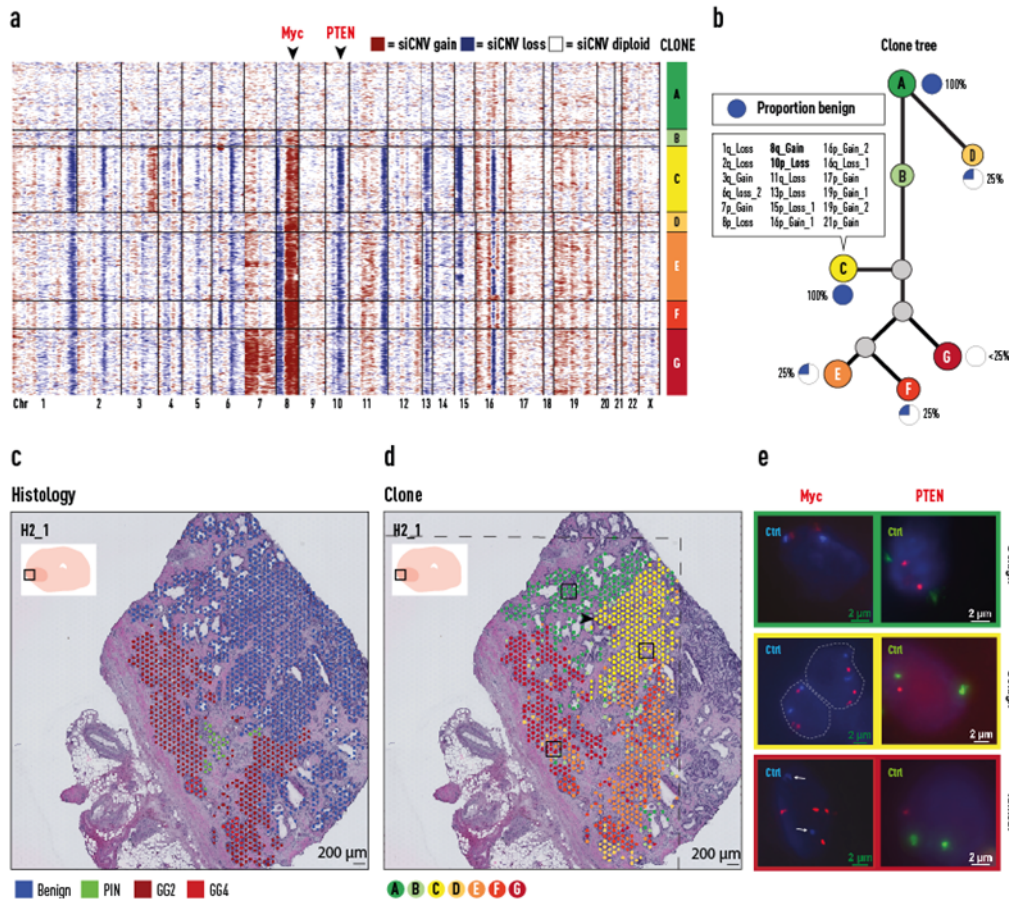 a
b
Myc PTEN
= siCNV gain = siCNV loss = siCNV diploid CLONE
A
B
C
D
E
F
G
Chr 1 2 3 4 5 6 7 8 9 10 11 12 13 14 15 16 17 18 19 20 21 22 X
Clone tree
A 100%
Proportion benign
D
25%
B
1q_Loss 8q_Gain 16p_Gain_2
2q_Loss 10p_Loss 16q_Loss_1
3q_Gain 11q_Loss 17p_Gain
6q_loss_2 13p_Loss 19p_Gain_1
7p_Gain 15p_Loss_1 19p_Gain_2
8p_Loss 16p_Gain_1 21p_Gain
C
100%
G <25%
25% E
F
25%
c
Histology
H2_1
200 µm
Benign PIN GG2 GG4
d
Clone
H2_1
200 µm
A B C D E F G
e
Myc PTEN
Ctrl Ctrl
2 µm 2 µm
Ctrl Ctrl
2 µm 2 µm
Ctrl Ctrl
2 µm 2 µm